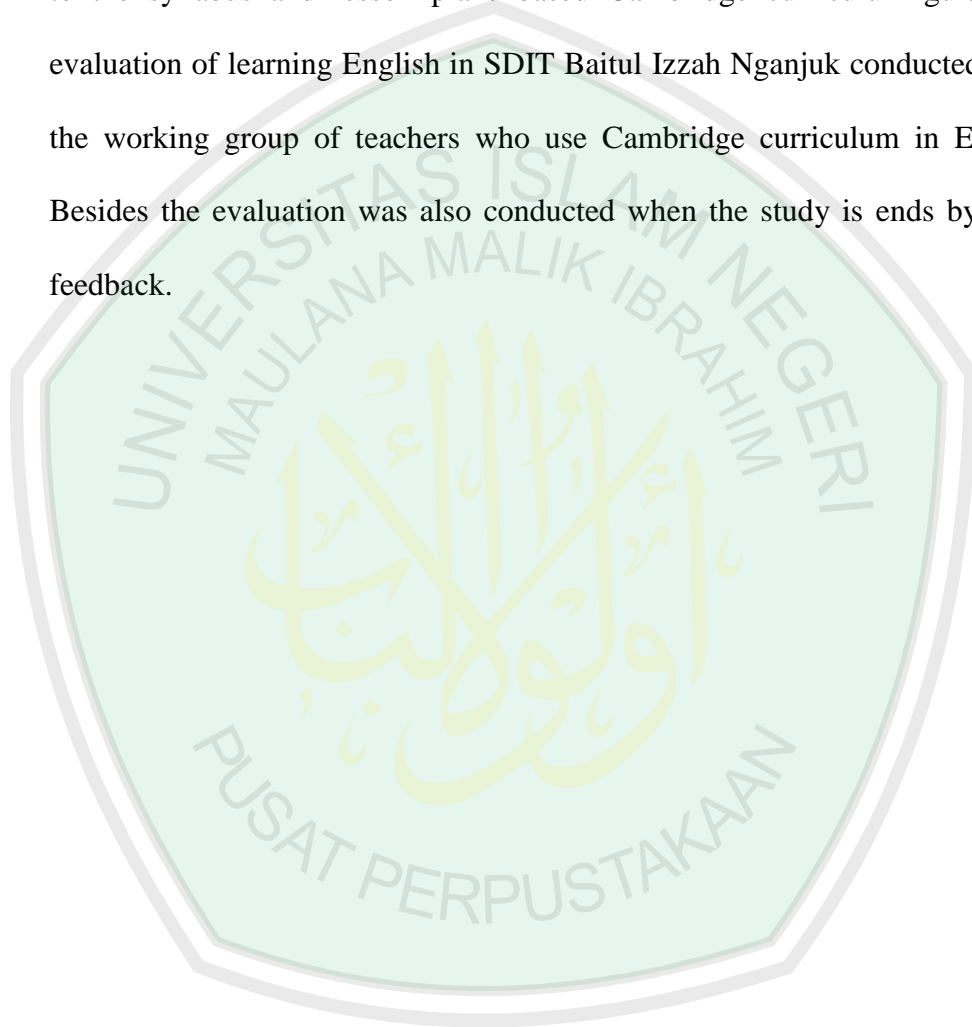 evaluation of learning English in SDIT Baitul Izzah Nganjuk conducted
the working group of teachers who use Cambridge curriculum in E
Besides the evaluation was also conducted when the study is ends by
feedback.
UNIVERSITAS ISLAM NEGERI
MAULANA MALIK IBRAHIM
PUSAT PERPUSTAKAAN